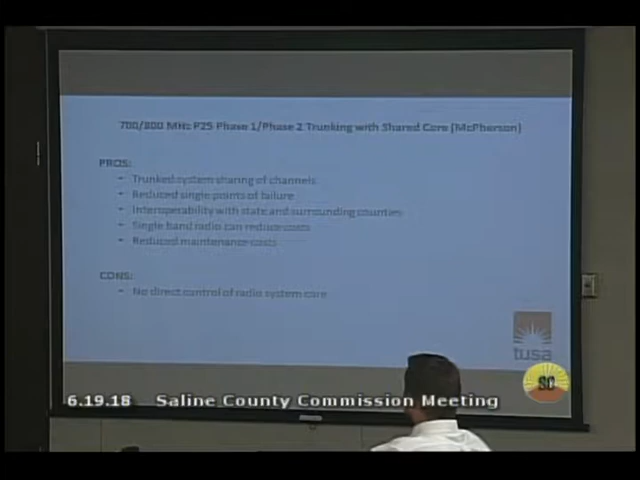 700/800 MHz P25 Phase 1/Phase 2 Trunking with Shared Core (McPherson)
PROS:
• Trunked system sharing of channels
• Reduced single points of failure
• Interoperability with state and surrounding counties
• Single band radio can reduce costs
• Reduced maintenance costs
CONS:
• No direct control of radio system core
tusa
SC
6.19.18 Saline County Commission Meeting